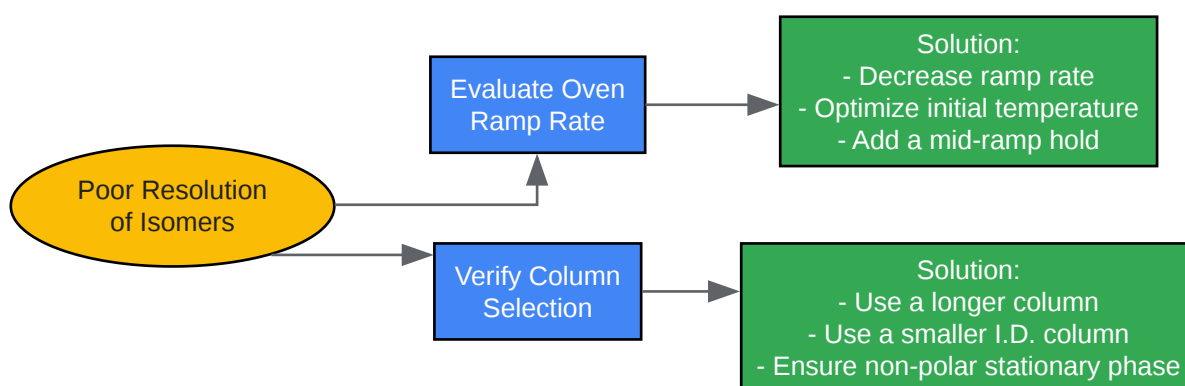 Poor Resolution
of Isomers
Evaluate Oven
Ramp Rate
Solution:
- Decrease ramp rate
- Optimize initial temperature
- Add a mid-ramp hold
Verify Column
Selection
Solution:
- Use a longer column
- Use a smaller I.D. column
- Ensure non-polar stationary phase